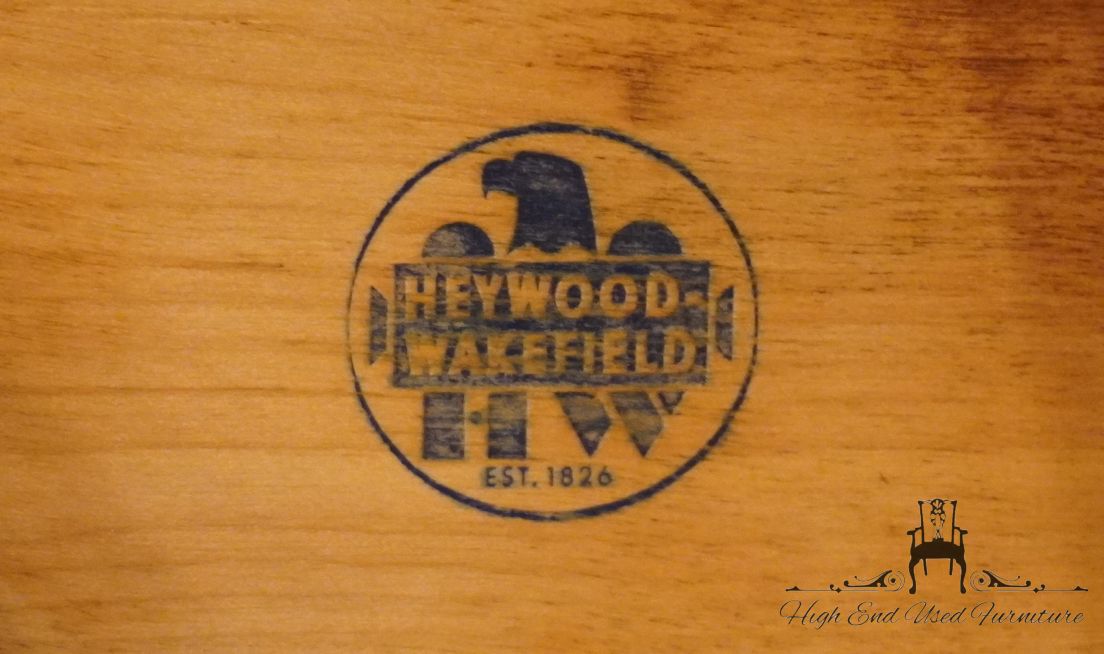 HEYWOOD-
WAKEFIELD
HW
EST. 1826
High End Used Furniture